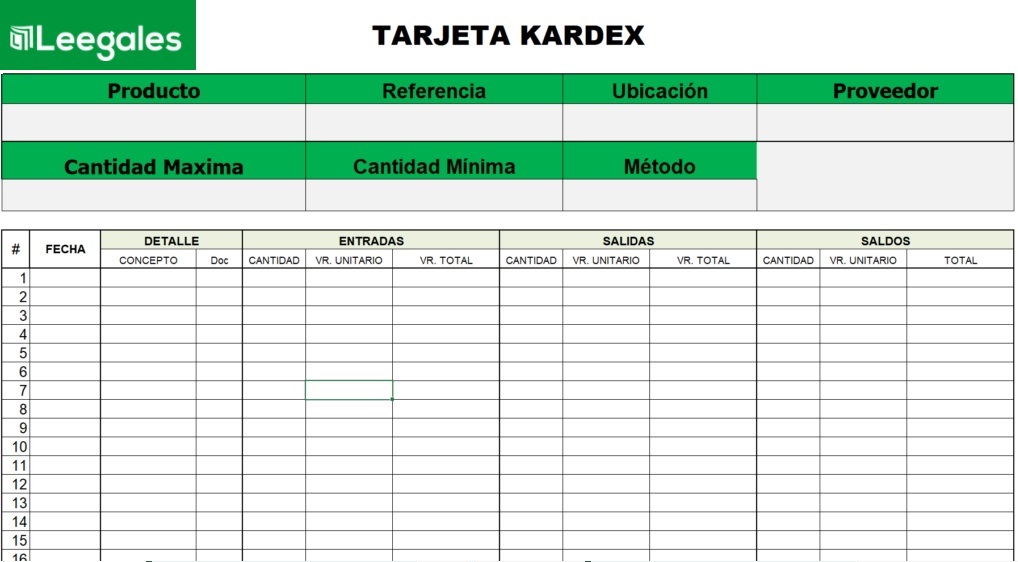 Leegales
TARJETA KARDEX
Producto Referencia Ubicación Proveedor
Cantidad Maxima Cantidad Mínima Método
# FECHA DETALLE ENTRADAS SALIDAS SALDOS
CONCEPTO Doc CANTIDAD VR. UNITARIO VR. TOTAL CANTIDAD VR. UNITARIO VR. TOTAL CANTIDAD VR. UNITARIO TOTAL
1
2
3
4
5
6
7
8
9
10
11
12
13
14
15
16